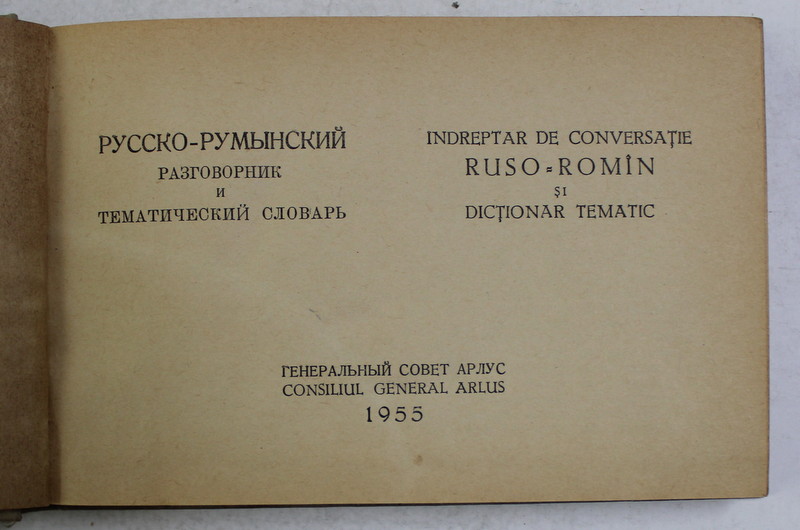 РУССКО-РУМЫНСКИЙ
РАЗГОВОРНИК
И
ТЕМАТИЧЕСКИЙ СЛОВАРЬ
INDREPTAR DE CONVERSAȚIE
RUSO-ROMÎN
ȘI
DICȚIONAR TEMATIC
ГЕНЕРАЛЬНЫЙ СОВЕТ АРЛУС
CONSILIUL GENERAL ARLUS
1955